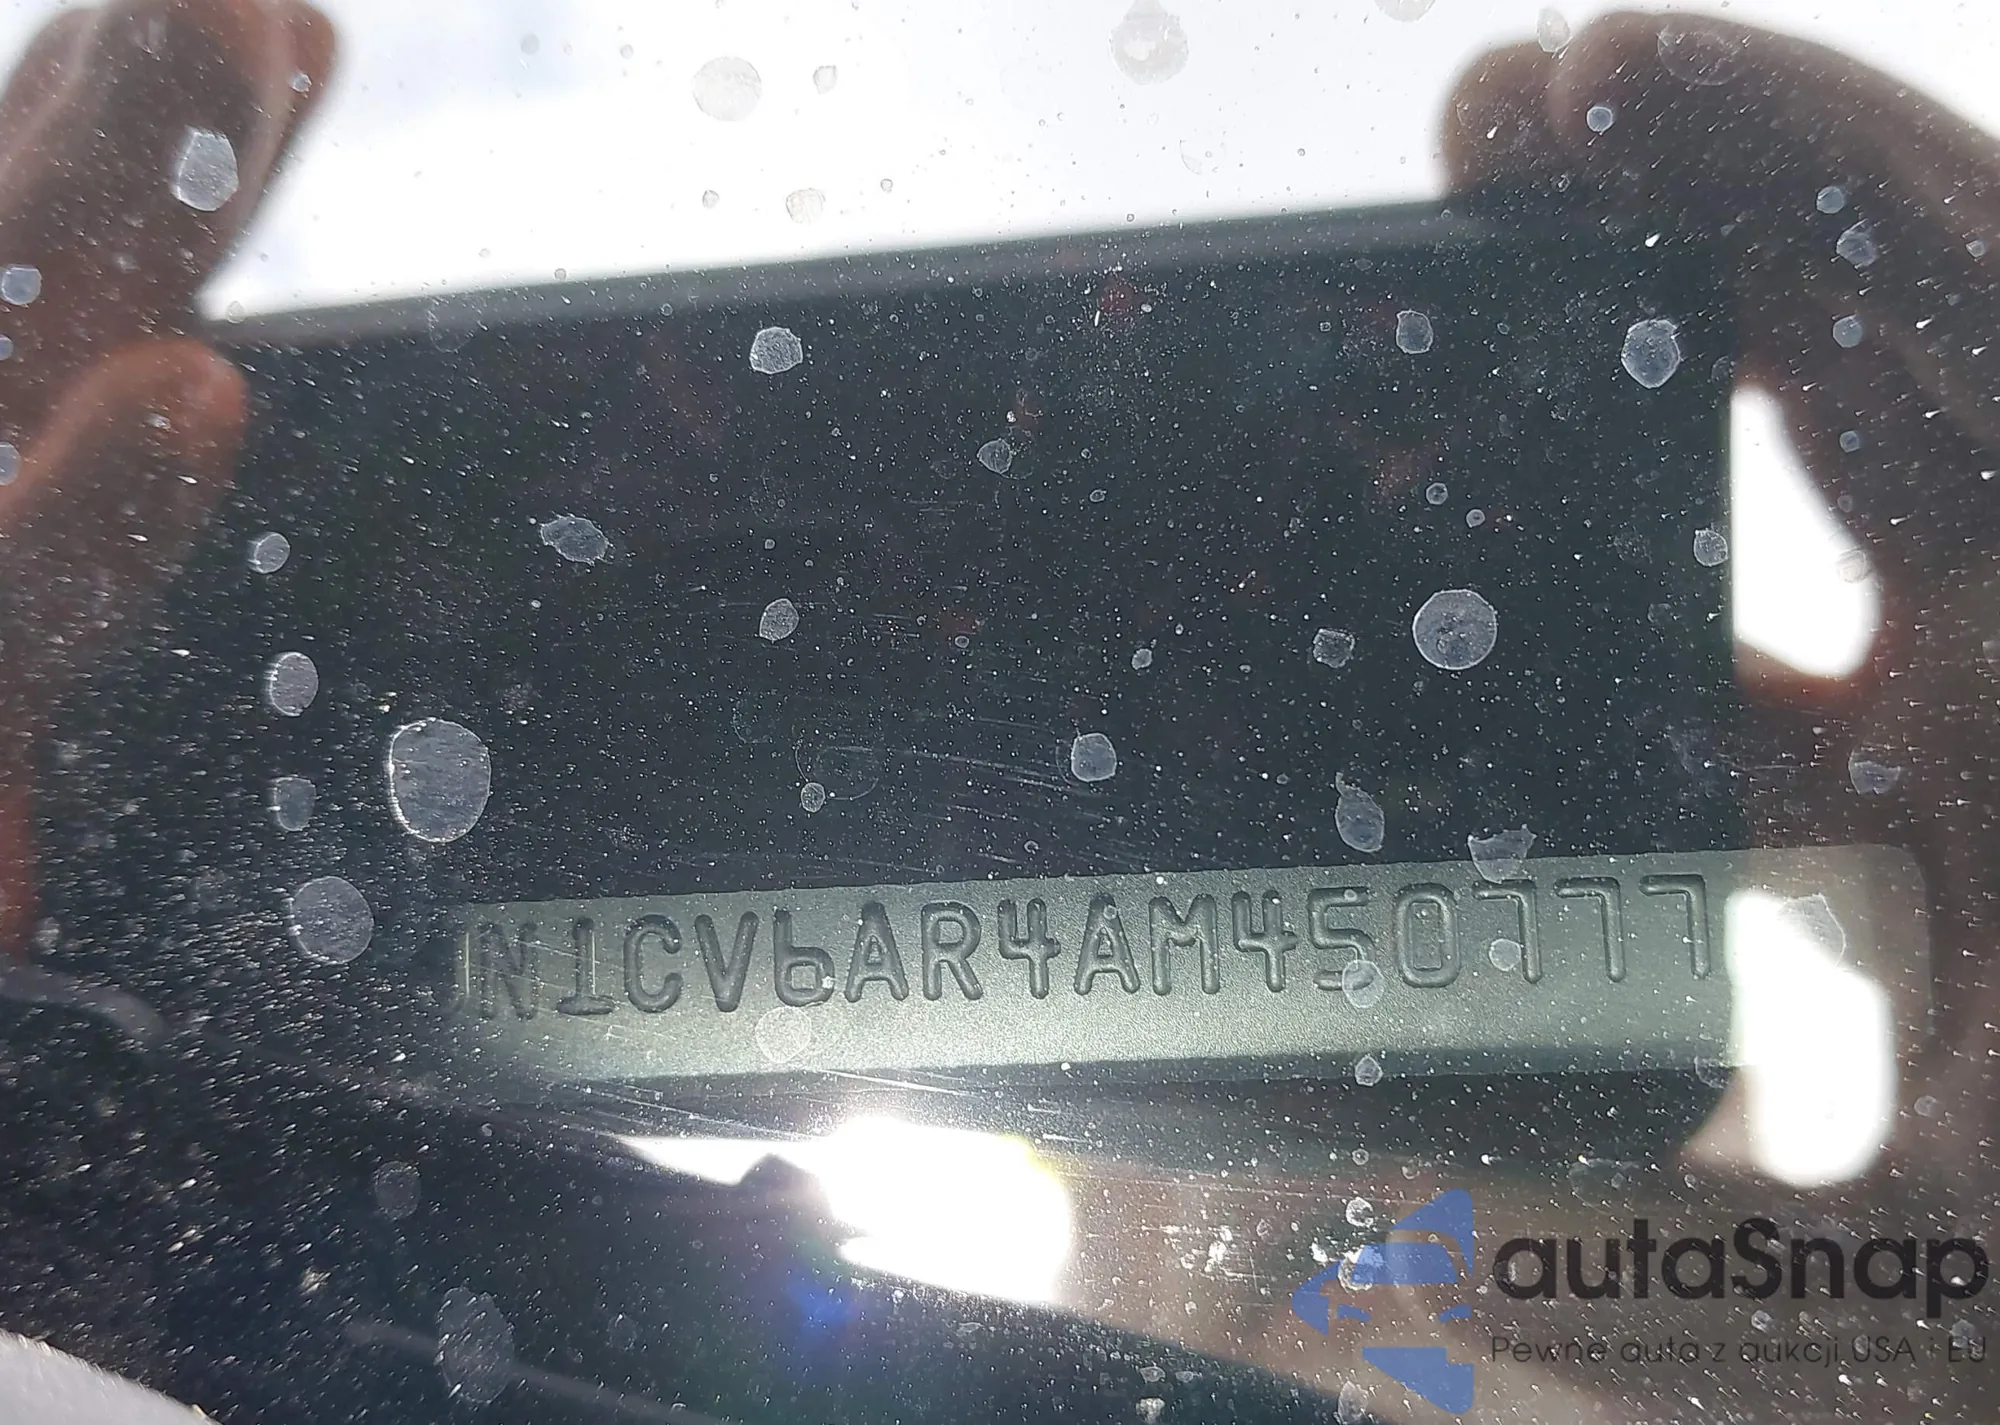 JN1CV6AR4AM450777
autaSnap
Pewne auta z aukcji USA i EU